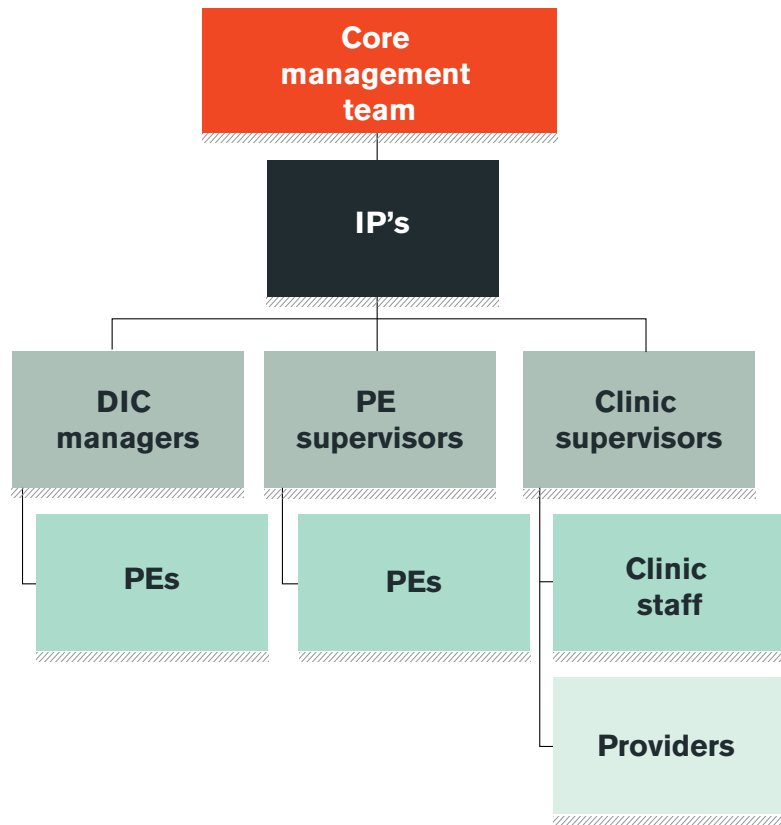 Core
management
team
IP’s
DIC
managers
PE
supervisors
Clinic
supervisors
PEs
PEs
Clinic
staff
Providers